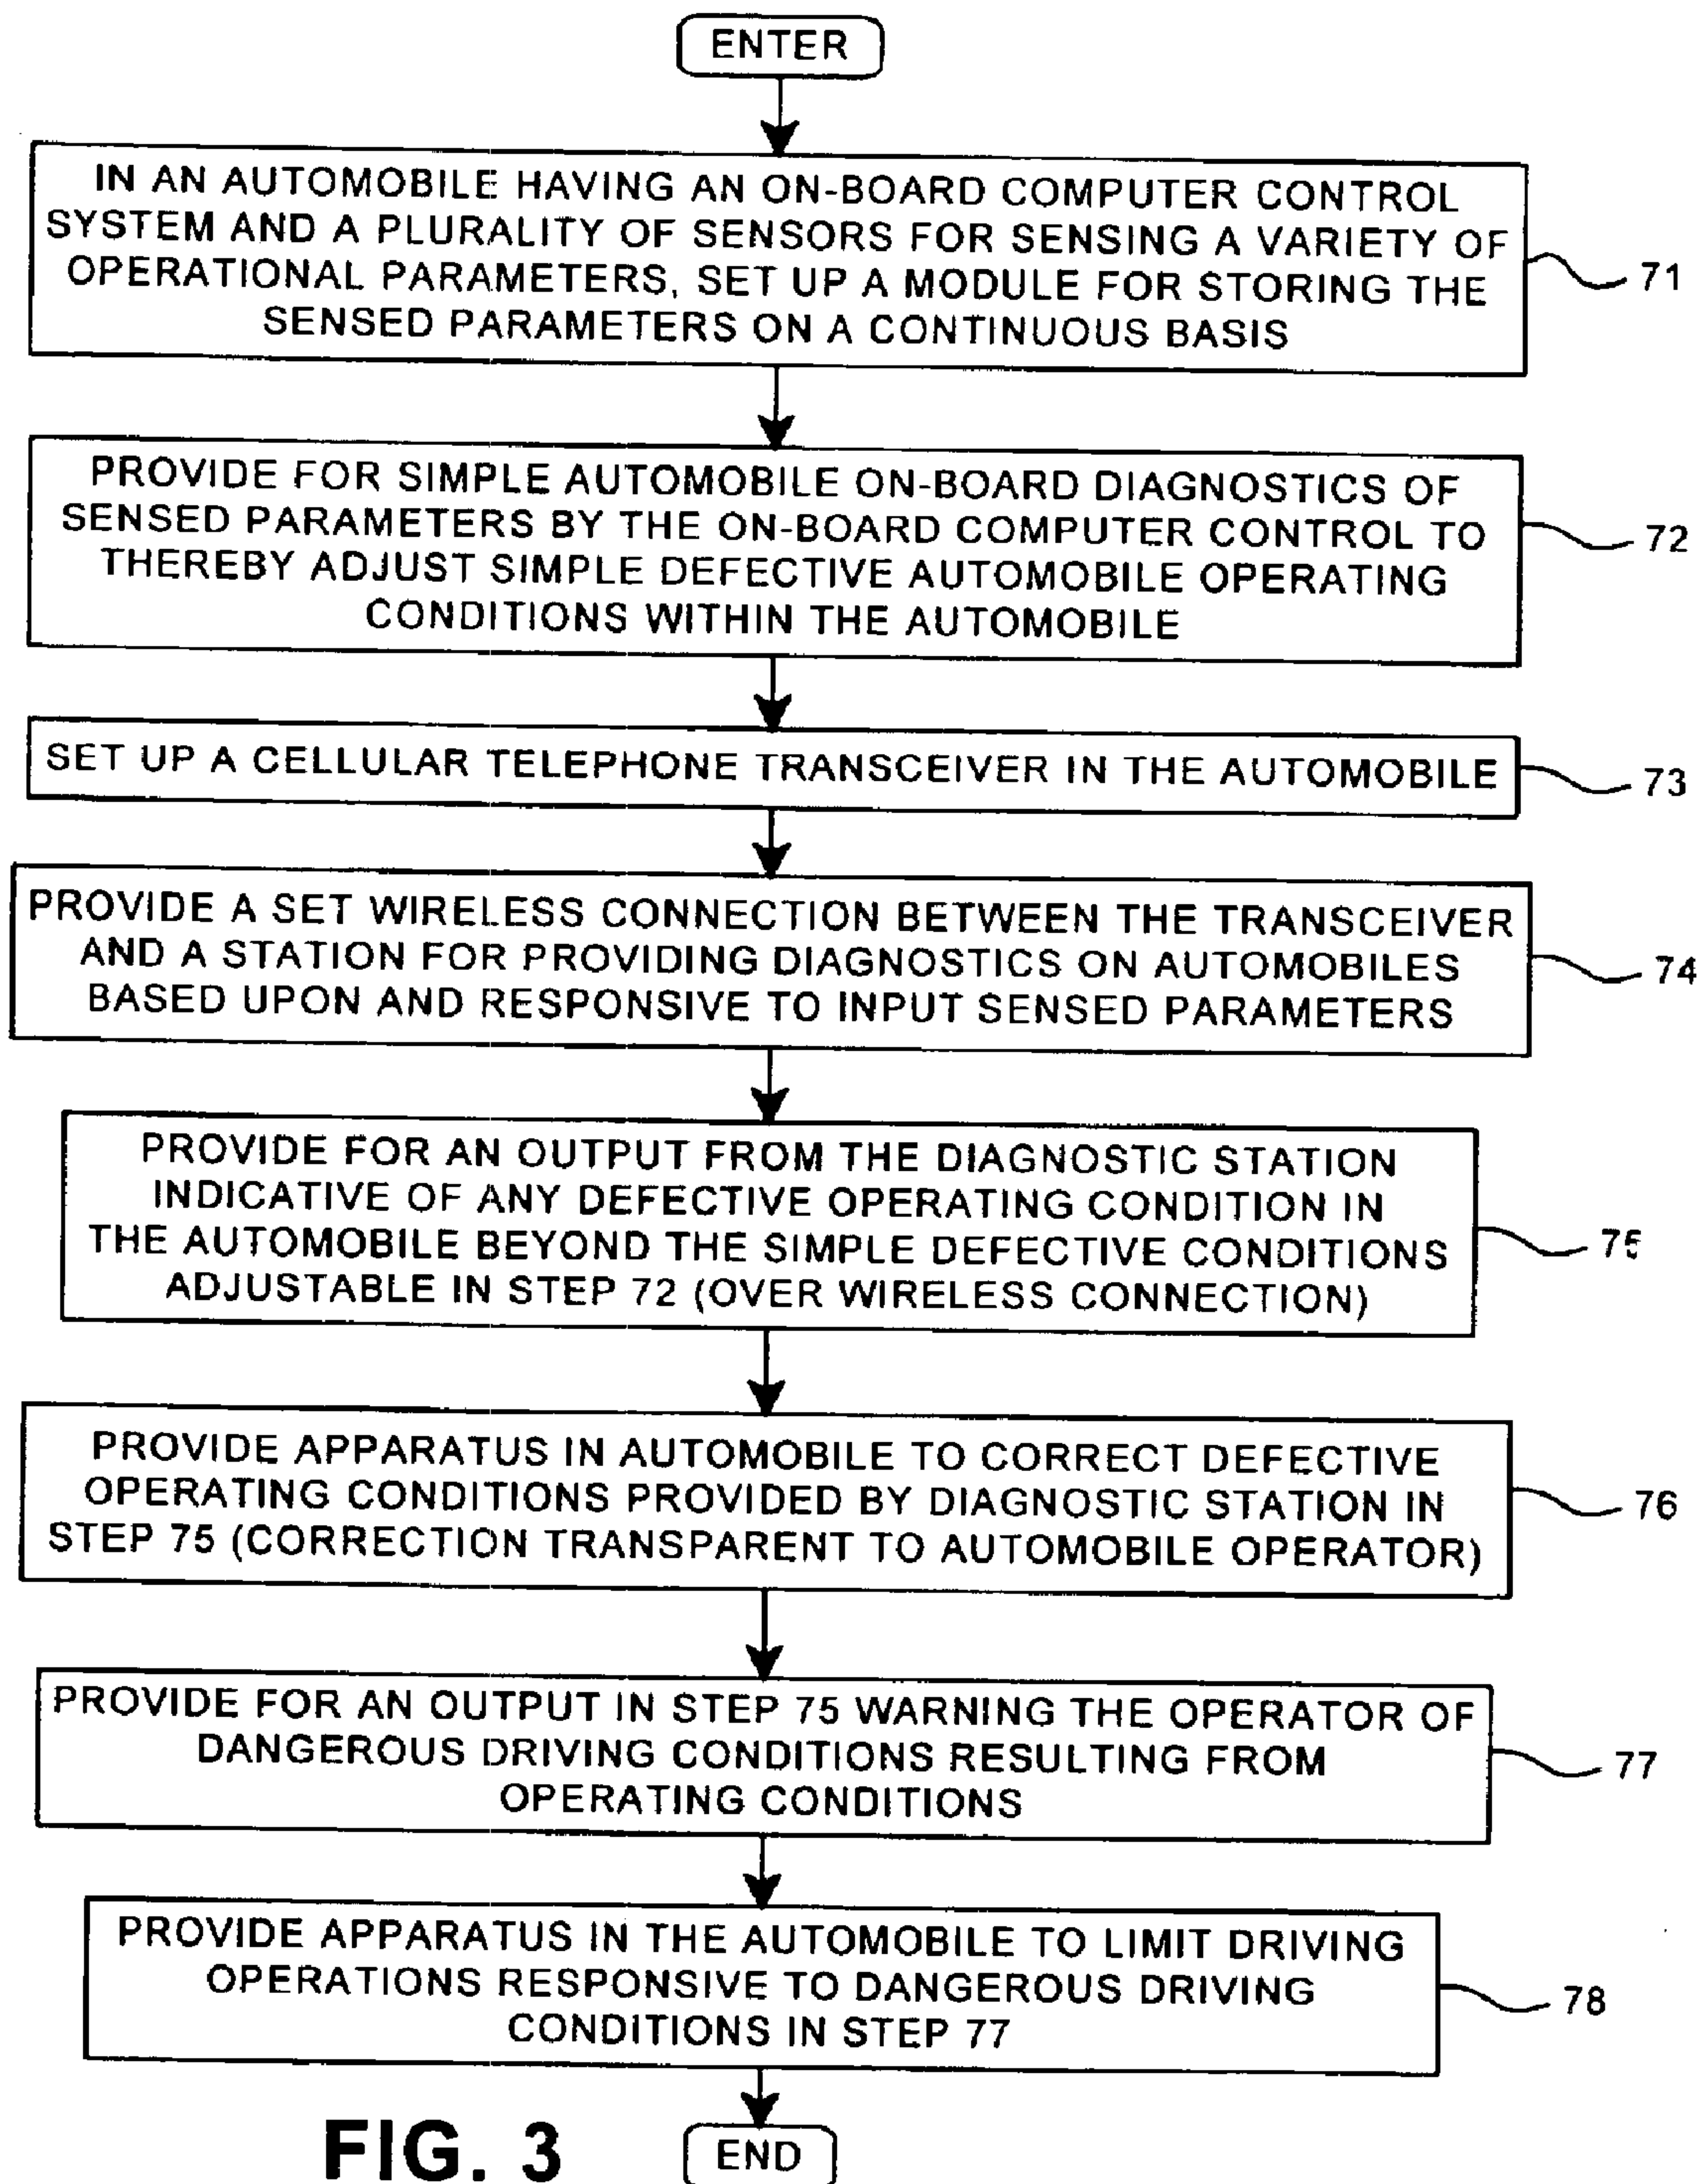 ENTER
IN AN AUTOMOBILE HAVING AN ON-BOARD COMPUTER CONTROL
SYSTEM AND A PLURALITY OF SENSORS FOR SENSING A VARIETY OF
OPERATIONAL PARAMETERS, SET UP A MODULE FOR STORING THE
SENSED PARAMETERS ON A CONTINUOUS BASIS
71
PROVIDE FOR SIMPLE AUTOMOBILE ON-BOARD DIAGNOSTICS OF
SENSED PARAMETERS BY THE ON-BOARD COMPUTER CONTROL TO
THEREBY ADJUST SIMPLE DEFECTIVE AUTOMOBILE OPERATING
CONDITIONS WITHIN THE AUTOMOBILE
72
SET UP A CELLULAR TELEPHONE TRANSCEIVER IN THE AUTOMOBILE
73
PROVIDE A SET WIRELESS CONNECTION BETWEEN THE TRANSCEIVER
AND A STATION FOR PROVIDING DIAGNOSTICS ON AUTOMOBILES
BASED UPON AND RESPONSIVE TO INPUT SENSED PARAMETERS
74
PROVIDE FOR AN OUTPUT FROM THE DIAGNOSTIC STATION
INDICATIVE OF ANY DEFECTIVE OPERATING CONDITION IN
THE AUTOMOBILE BEYOND THE SIMPLE DEFECTIVE CONDITIONS
ADJUSTABLE IN STEP 72 (OVER WIRELESS CONNECTION)
75
PROVIDE APPARATUS IN AUTOMOBILE TO CORRECT DEFECTIVE
OPERATING CONDITIONS PROVIDED BY DIAGNOSTIC STATION IN
STEP 75 (CORRECTION TRANSPARENT TO AUTOMOBILE OPERATOR)
76
PROVIDE FOR AN OUTPUT IN STEP 75 WARNING THE OPERATOR OF
DANGEROUS DRIVING CONDITIONS RESULTING FROM
OPERATING CONDITIONS
77
PROVIDE APPARATUS IN THE AUTOMOBILE TO LIMIT DRIVING
OPERATIONS RESPONSIVE TO DANGEROUS DRIVING
CONDITIONS IN STEP 77
78
FIG. 3
END